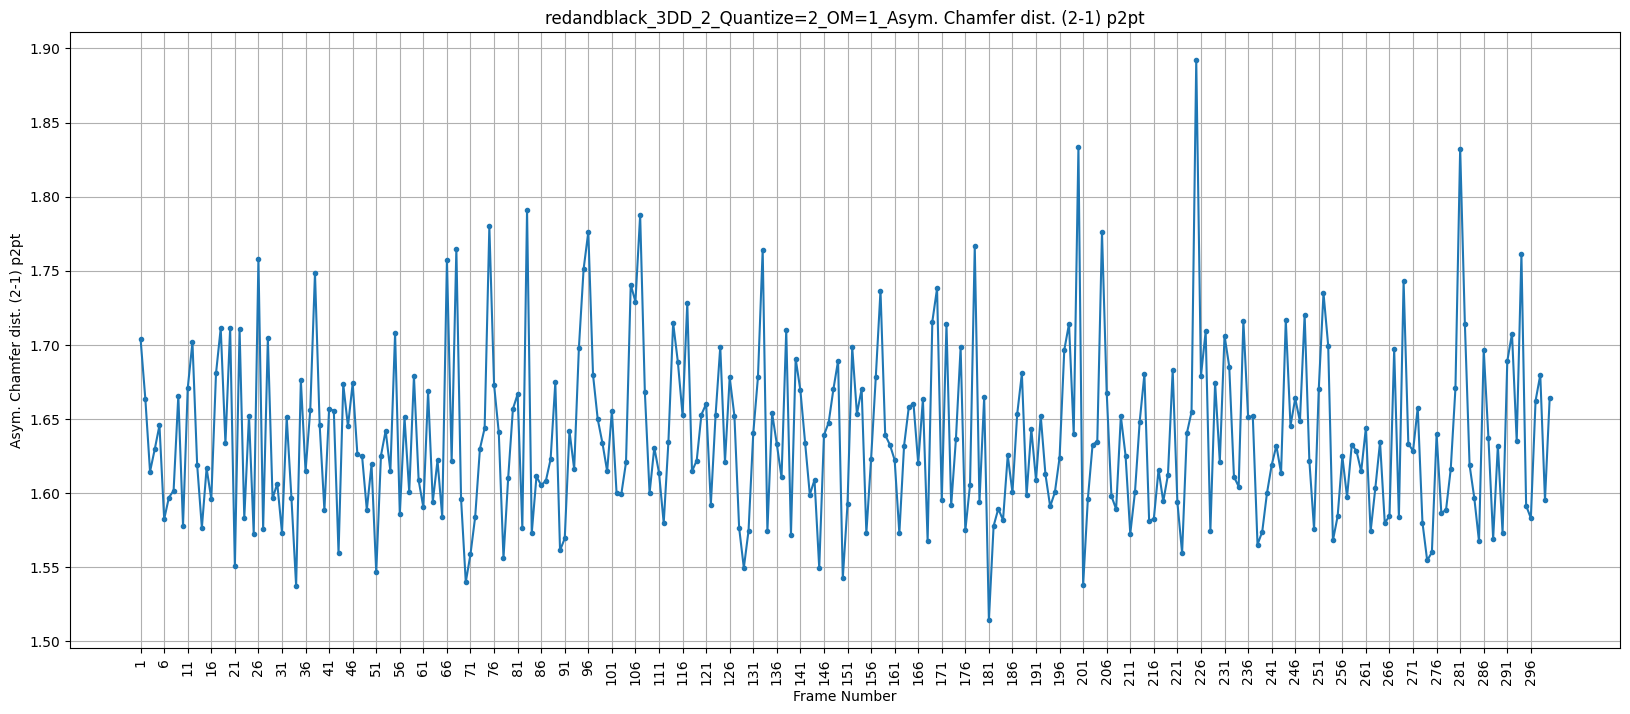 redandblack_3DD_2_Quantize=2_OM=1_Asym. Chamfer dist. (2-1) p2pt
Asym. Chamfer dist. (2-1) p2pt
1.90
1.85
1.80
1.75
1.70
1.65
1.60
1.55
1.50
1 6 11 16 21 26 31 36 41 46 51 56 61 66 71 76 81 86 91 96 101 106 111 116 121 126 131 136 141 146 151 156 161 166 171 176 181 186 191 196 201 206 211 216 221 226 231 236 241 246 251 256 261 266 271 276 281 286 291 296
Frame Number